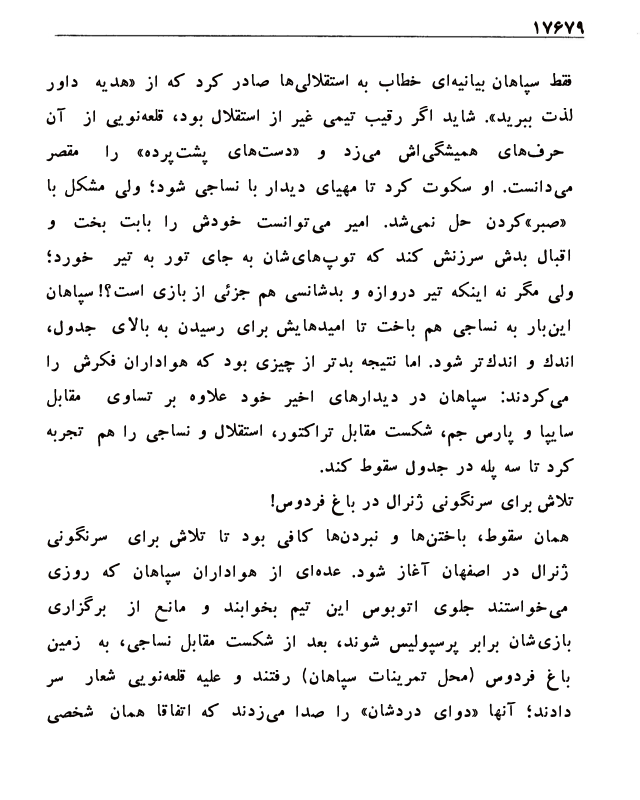 ۱۷۶۷۹
فقط سپاهان بیانیه‌ای خطاب به استقلالی‌ها صادر کرد که از «هدیه داور
لذت ببرید». شاید اگر رقیب تیمی غیر از استقلال بود، قلعه‌نویی از آن
حرف‌های همیشگی‌اش می‌زد و «دست‌های پشت‌پرده» را مقصر
می‌دانست. او سکوت کرد تا مهیای دیدار با نساجی شود؛ ولی مشکل با
«صبر»کردن حل نمی‌شد. امیر می‌توانست خودش را بابت بخت و
اقبال بدش سرزنش کند که توپ‌های‌شان به جای تور به تیر خورد؛
ولی مگر نه اینکه تیر دروازه و بدشانسی هم جزئی از بازی است؟! سپاهان
این‌بار به نساجی هم باخت تا امیدهایش برای رسیدن به بالای جدول،
اندك و اندك‌تر شود. اما نتیجه بدتر از چیزی بود که هواداران فکرش را
می‌کردند: سپاهان در دیدارهای اخیر خود علاوه بر تساوی مقابل
سایپا و پارس جم، شکست مقابل تراکتور، استقلال و نساجی را هم تجربه
کرد تا سه پله در جدول سقوط کند.
تلاش برای سرنگونی ژنرال در باغ فردوس!
همان سقوط، باختن‌ها و نبردن‌ها کافی بود تا تلاش برای سرنگونی
ژنرال در اصفهان آغاز شود. عده‌ای از هواداران سپاهان که روزی
می‌خواستند جلوی اتوبوس این تیم بخوابند و مانع از برگزاری
بازی‌شان برابر پرسپولیس شوند، بعد از شکست مقابل نساجی، به زمین
باغ فردوس (محل تمرینات سپاهان) رفتند و علیه قلعه‌نویی شعار سر
دادند؛ آنها «دوای دردشان» را صدا می‌زدند که اتفاقا همان شخصی